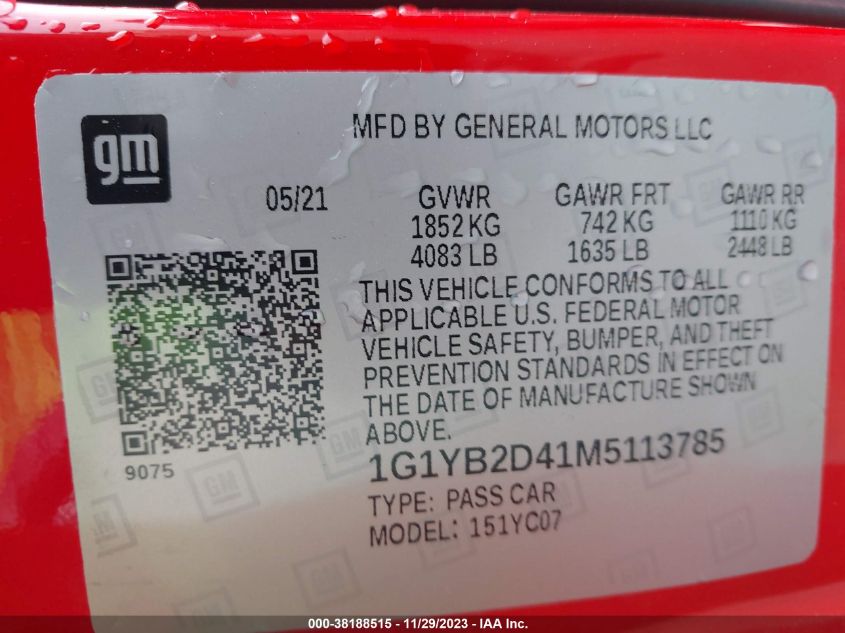 gm
MFD BY GENERAL MOTORS LLC
05/21 GVWR GAWR FRT GAWR RR
1852 KG 742 KG 1110 KG
4083 LB 1635 LB 2448 LB
THIS VEHICLE CONFORMS TO ALL
APPLICABLE U.S. FEDERAL MOTOR
VEHICLE SAFETY, BUMPER, AND THEFT
PREVENTION STANDARDS IN EFFECT ON
THE DATE OF MANUFACTURE SHOWN
ABOVE.
9075
1G1YB2D41M5113785
TYPE: PASS CAR
MODEL: 151YC07
000-38188515 - 11/29/2023 - IAA Inc.